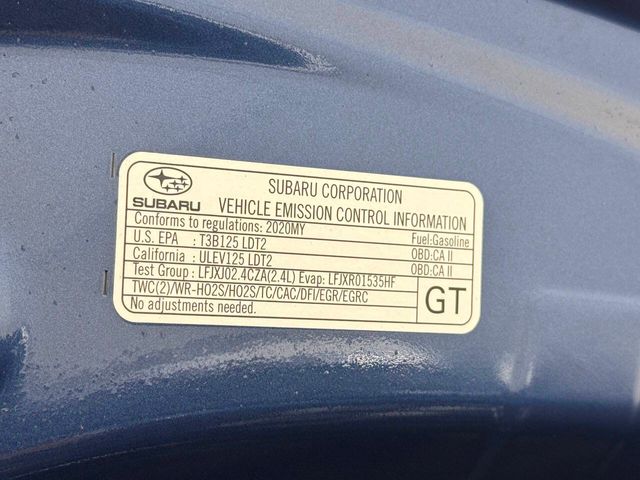 SUBARU CORPORATION
SUBARU
VEHICLE EMISSION CONTROL INFORMATION
Conforms to regulations: 2020MY Fuel:Gasoline
U.S. EPA : T3B125 LDT2 OBD:CA II
California : ULEV125 LDT2 OBD:CA II
Test Group : LFJXJ02.4CZA(2.4L) Evap: LFJXR01535HF
TWC(2)/WR-HO2S/HO2S/TC/CAC/DFI/EGR/EGRC
No adjustments needed.
GT